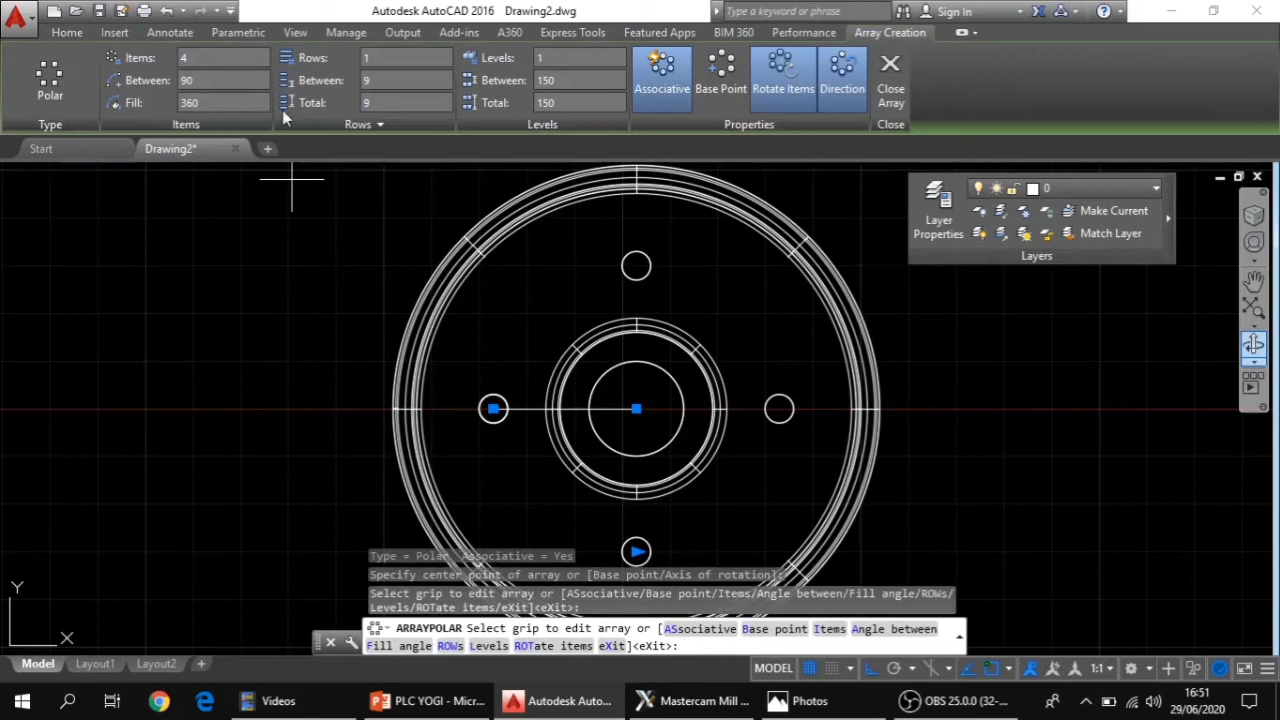 Autodesk AutoCAD 2016 Drawing2.dwg
Type a keyword or phrase
Sign In
Home Insert Annotate Parametric View Manage Output Add-ins A360 Express Tools Featured Apps BIM 360 Performance Array Creation
Polar
Type
Items: 4
Between: 90
Fill: 360
Items
Rows: 1
Between: 9
Total: 9
Rows
Levels: 1
Between: 150
Total: 150
Levels
Associative Base Point Rotate Items Direction
Properties
Close
Array
Close
Start Drawing2*
0
Layer
Properties
Make Current
Match Layer
Layers
Type = Polar Associative = Yes
Specify center point of array or [Base point/Axis of rotation]:
Select grip to edit array or [ASsociative/Base point/Items/Angle between/Fill angle/ROWs/
Levels/ROTate items/eXit]<eXit>:
ARRAYPOLAR Select grip to edit array or [ASsociative Base point Items Angle between
Fill angle ROWs Levels ROTate items eXit]<eXit>:
Y
X
Model Layout1 Layout2 +
MODEL
1:1
Videos
PLC YOGI - Micr...
Autodesk Auto...
Mastercam Mill ...
Photos
OBS 25.0.0 (32-...
16:51
29/06/2020